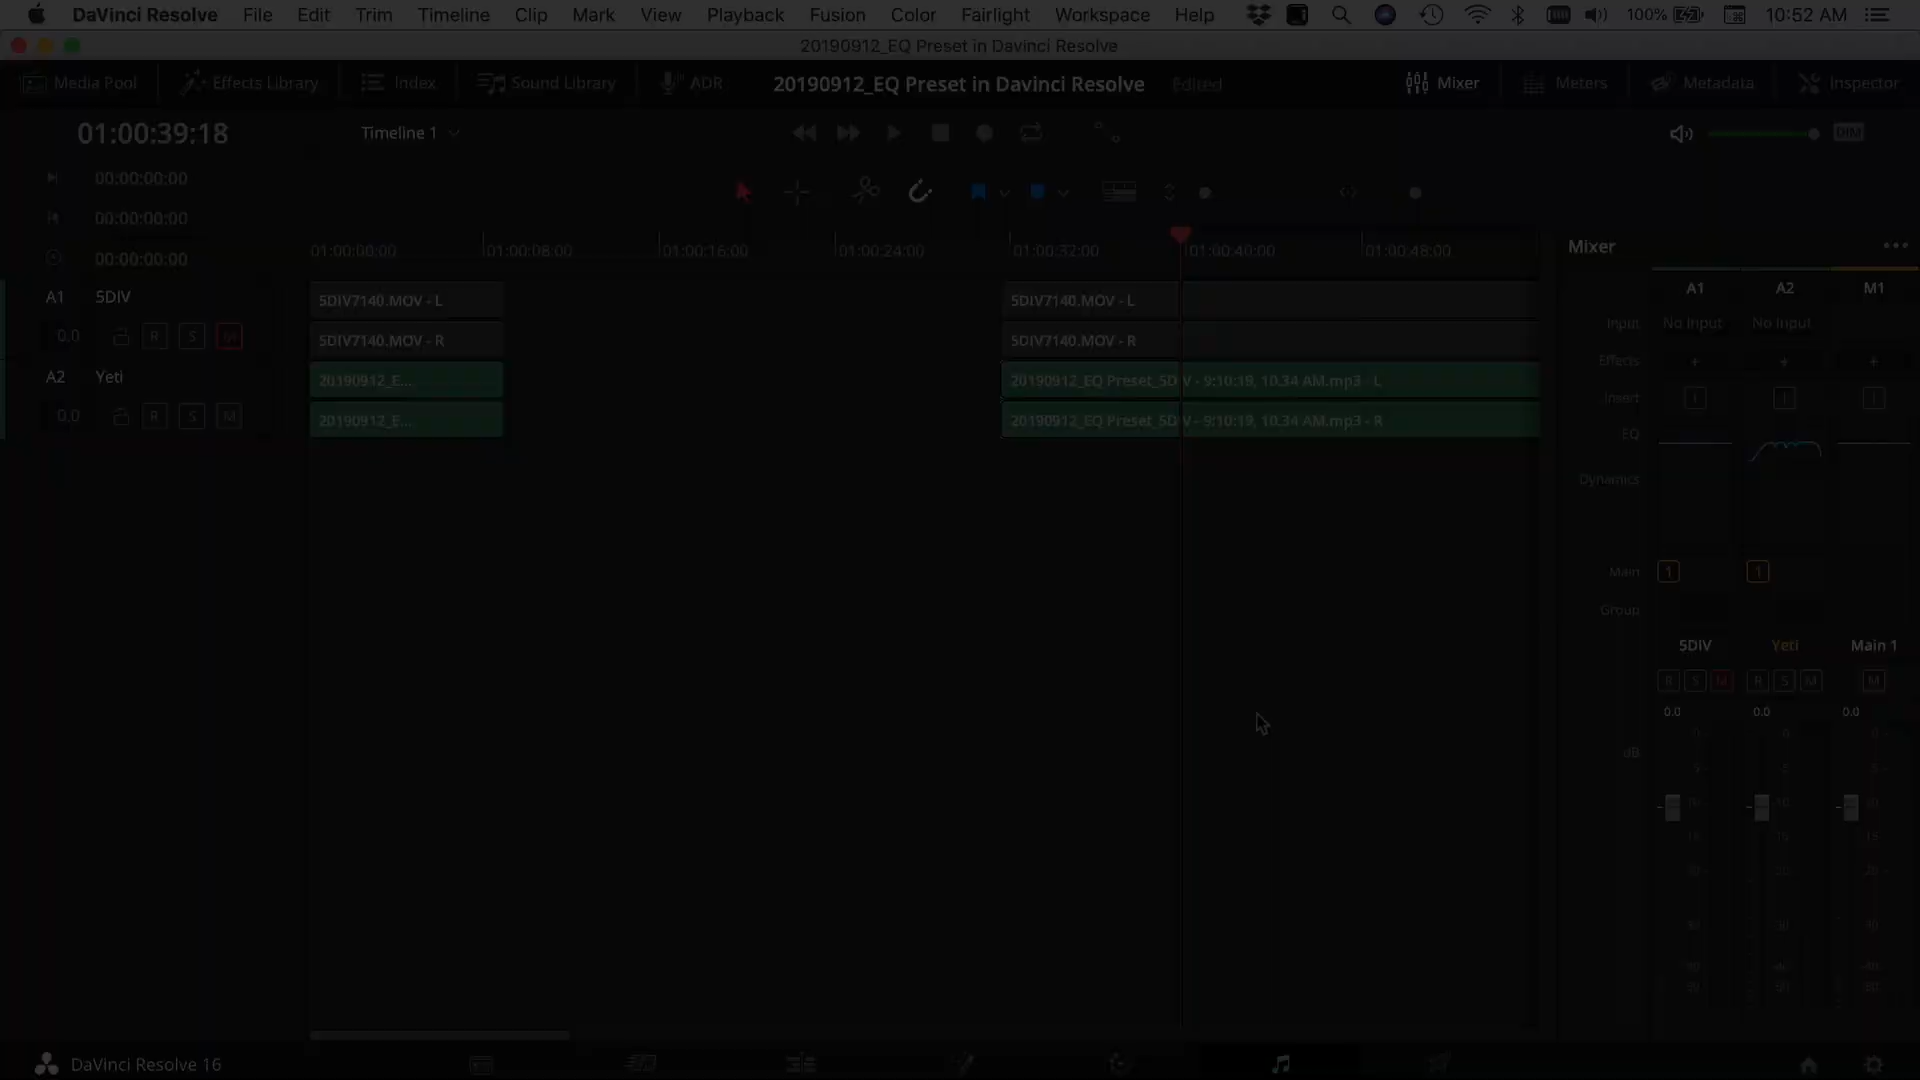 DaVinci Resolve File Edit Trim Timeline Clip Mark View Playback Fusion Color Fairlight Workspace Help 100% 10:52 AM
20190912_EQ Preset in Davinci Resolve
Media Pool Effects Library Index Sound Library ADR 20190912_EQ Preset in Davinci Resolve Edited Mixer Meters Metadata Inspector
01:00:39:18 Timeline 1 DIM
00:00:00:00
00:00:00:00
00:00:00:00
01:00:00:00 01:00:08:00 01:00:16:00 01:00:24:00 01:00:32:00 01:00:40:00 01:00:48:00
A1 5DIV
0.0 R S M
A2 Yeti
0.0 R S M
5DIV7140.MOV - L 5DIV7140.MOV - L
5DIV7140.MOV - R 5DIV7140.MOV - R
20190912_E... 20190912_EQ Preset_5DIV - 9:10:19, 10.34 AM.mp3 - L
20190912_E... 20190912_EQ Preset_5DIV - 9:10:19, 10.34 AM.mp3 - R
Mixer
A1 A2 M1
Input No Input No Input
Effects + + +
Insert
EQ
Dynamics
Main 1 1
Group
5DIV Yeti Main 1
R S M R S M M
0.0 0.0 0.0
dB
DaVinci Resolve 16